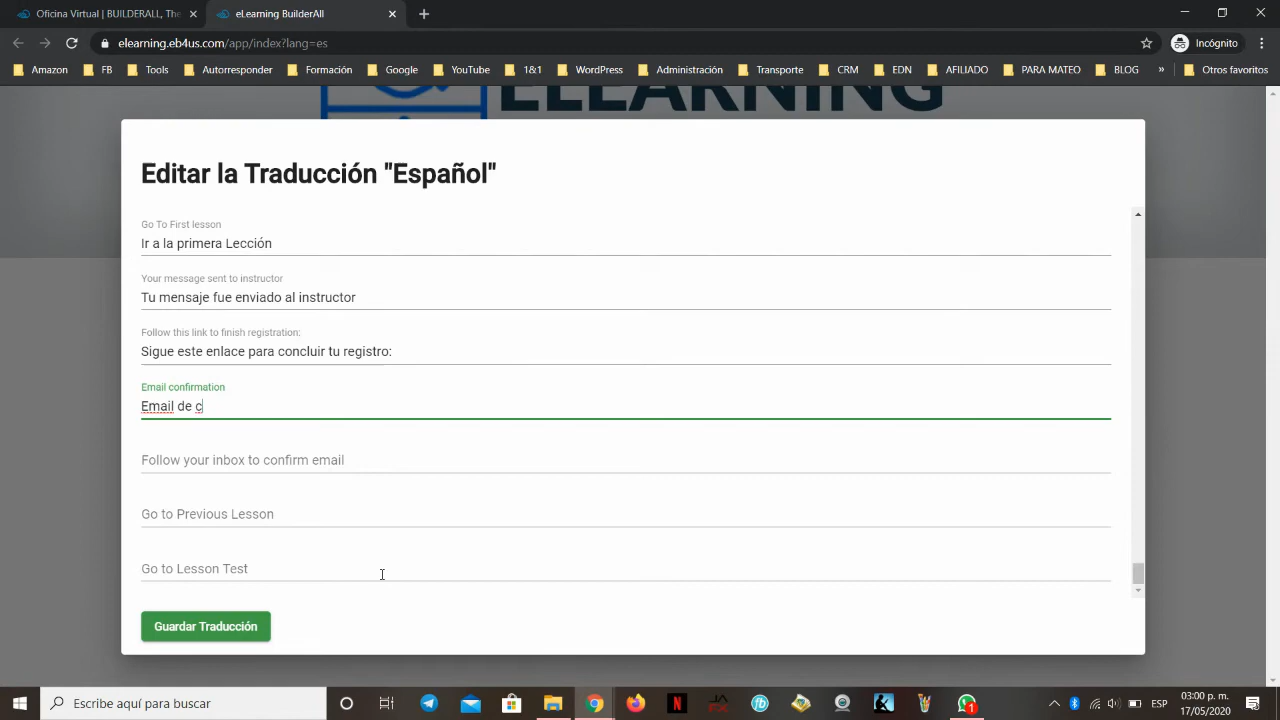 Oficina Virtual | BUILDERALL, The
eLearning BuilderAll
elearning.eb4us.com/app/index?lang=es
Incógnito
Amazon
FB
Tools
Autorresponder
Formación
Google
YouTube
1&1
WordPress
Administración
Transporte
CRM
EDN
AFILIADO
PARA MATEO
BLOG
»
Otros favoritos
ELEARNING
Editar la Traducción "Español"
Go To First lesson
Ir a la primera Lección
Your message sent to instructor
Tu mensaje fue enviado al instructor
Follow this link to finish registration:
Sigue este enlace para concluir tu registro:
Email confirmation
Email de c
Follow your inbox to confirm email
Go to Previous Lesson
Go to Lesson Test
Guardar Traducción
Escribe aquí para buscar
1
ESP
03:00 p. m.
17/05/2020